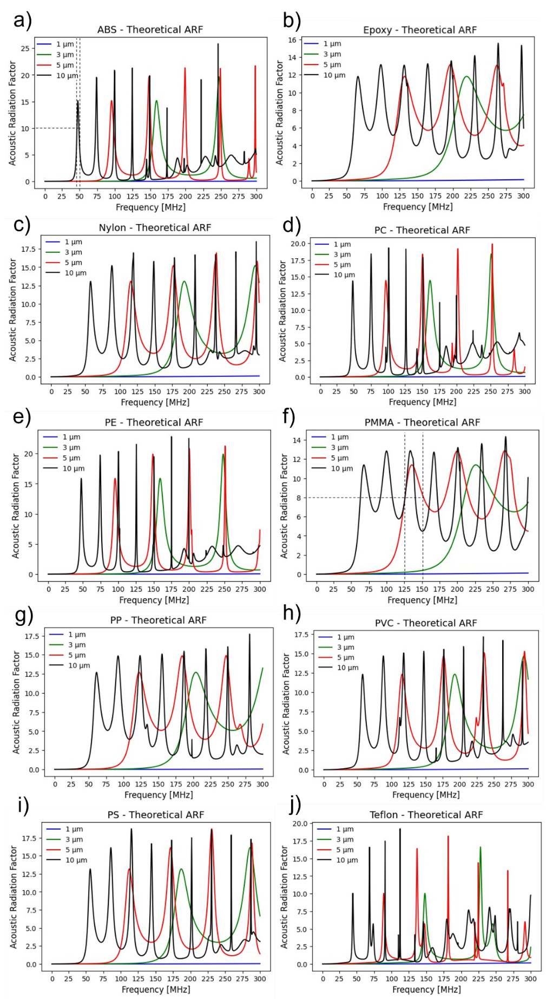 a)
ABS - Theoretical ARF
1 µm
3 µm
5 µm
10 µm
25
20
15
10
5
0
Acoustic Radiation Factor
0 25 50 75 100 125 150 175 200 225 250 275 300
Frequency [MHz]
b)
Epoxy - Theoretical ARF
1 µm
3 µm
5 µm
10 µm
16
14
12
10
8
6
4
2
0
Acoustic Radiation Factor
0 25 50 75 100 125 150 175 200 225 250 275 300
Frequency [MHz]
c)
Nylon - Theoretical ARF
1 µm
3 µm
5 µm
10 µm
17.5
15.0
12.5
10.0
7.5
5.0
2.5
0.0
Acoustic Radiation Factor
0 25 50 75 100 125 150 175 200 225 250 275 300
Frequency [MHz]
d)
PC - Theoretical ARF
1 µm
3 µm
5 µm
10 µm
20.0
17.5
15.0
12.5
10.0
7.5
5.0
2.5
0.0
Acoustic Radiation Factor
0 25 50 75 100 125 150 175 200 225 250 275 300
Frequency [MHz]
e)
PE - Theoretical ARF
1 µm
3 µm
5 µm
10 µm
20
15
10
5
0
Acoustic Radiation Factor
0 25 50 75 100 125 150 175 200 225 250 275 300
Frequency [MHz]
f)
PMMA - Theoretical ARF
1 µm
3 µm
5 µm
10 µm
14
12
10
8
6
4
2
0
Acoustic Radiation Factor
0 25 50 75 100 125 150 175 200 225 250 275 300
Frequency [MHz]
g)
PP - Theoretical ARF
1 µm
3 µm
5 µm
10 µm
17.5
15.0
12.5
10.0
7.5
5.0
2.5
0.0
Acoustic Radiation Factor
0 25 50 75 100 125 150 175 200 225 250 275 300
Frequency [MHz]
h)
PVC - Theoretical ARF
1 µm
3 µm
5 µm
10 µm
17.5
15.0
12.5
10.0
7.5
5.0
2.5
0.0
Acoustic Radiation Factor
0 25 50 75 100 125 150 175 200 225 250 275 300
Frequency [MHz]
i)
PS - Theoretical ARF
1 µm
3 µm
5 µm
10 µm
17.5
15.0
12.5
10.0
7.5
5.0
2.5
0.0
Acoustic Radiation Factor
0 25 50 75 100 125 150 175 200 225 250 275 300
Frequency [MHz]
j)
Teflon - Theoretical ARF
1 µm
3 µm
5 µm
10 µm
20.0
17.5
15.0
12.5
10.0
7.5
5.0
2.5
0.0
Acoustic Radiation Factor
0 25 50 75 100 125 150 175 200 225 250 275 300
Frequency [MHz]